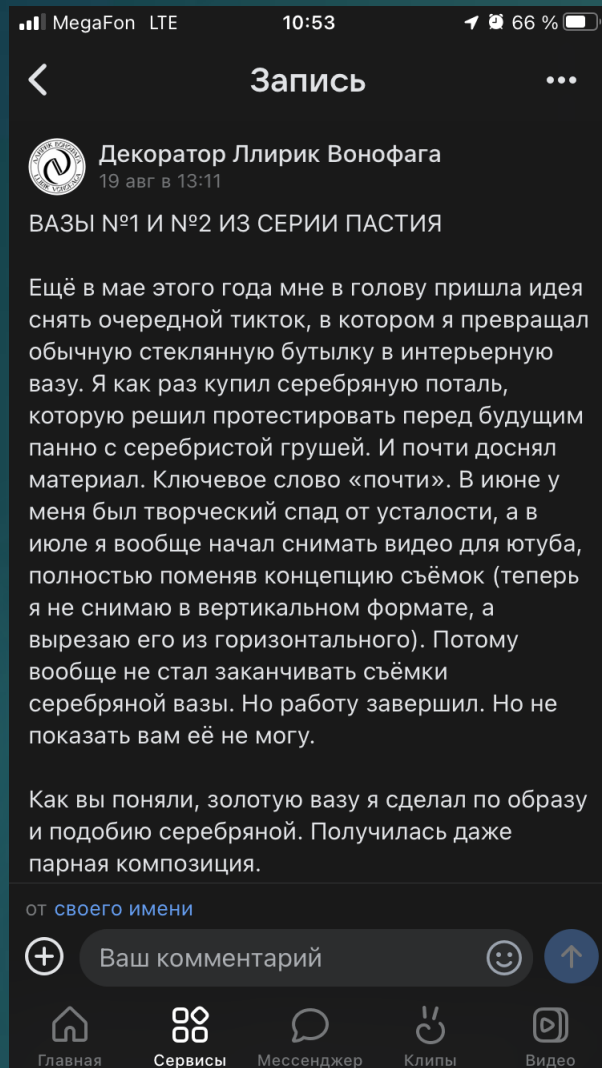 MegaFon LTE 10:53 66 %
Запись
Декоратор Ллирик Вонофага
19 авг в 13:11
ВАЗЫ №1 И №2 ИЗ СЕРИИ ПАСТИЯ
Ещё в мае этого года мне в голову пришла идея
снять очередной тикток, в котором я превращал
обычную стеклянную бутылку в интерьерную
вазу. Я как раз купил серебряную поталь,
которую решил протестировать перед будущим
панно с серебристой грушей. И почти доснял
материал. Ключевое слово «почти». В июне у
меня был творческий спад от усталости, а в
июле я вообще начал снимать видео для ютуба,
полностью поменяв концепцию съёмок (теперь
я не снимаю в вертикальном формате, а
вырезаю его из горизонтального). Потому
вообще не стал заканчивать съёмки
серебряной вазы. Но работу завершил. Но не
показать вам её не могу.
Как вы поняли, золотую вазу я сделал по образу
и подобию серебряной. Получилась даже
парная композиция.
от своего имени
Ваш комментарий
Главная Сервисы Мессенджер Клипы Видео